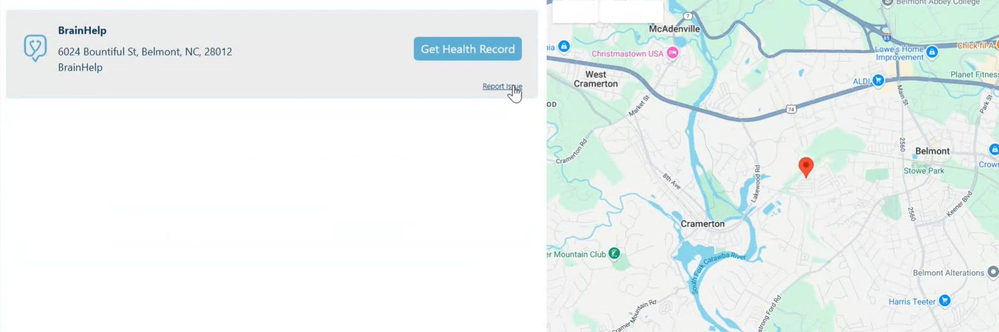 BrainHelp
6024 Bountiful St, Belmont, NC, 28012
BrainHelp
Get Health Record
Report Issue
Belmont Abbey College
7
McAdenville
85
Lowe's Home
Improvement
Chick-fil-A
Christmastown USA
West
Cramerton
ALDI
Planet Fitness
OD
Market St
74
Main St
Park St
Cramerton Rd
2560
Belmont
Stowe Park
8th Ave
Lakewood Rd
Keener Blvd
2560
Cramerton
er Mountain Club
South Fork Catawba River
Belmont Alterations
Harris Teeter
Cramer Mountain Rd
strong Ford Rd